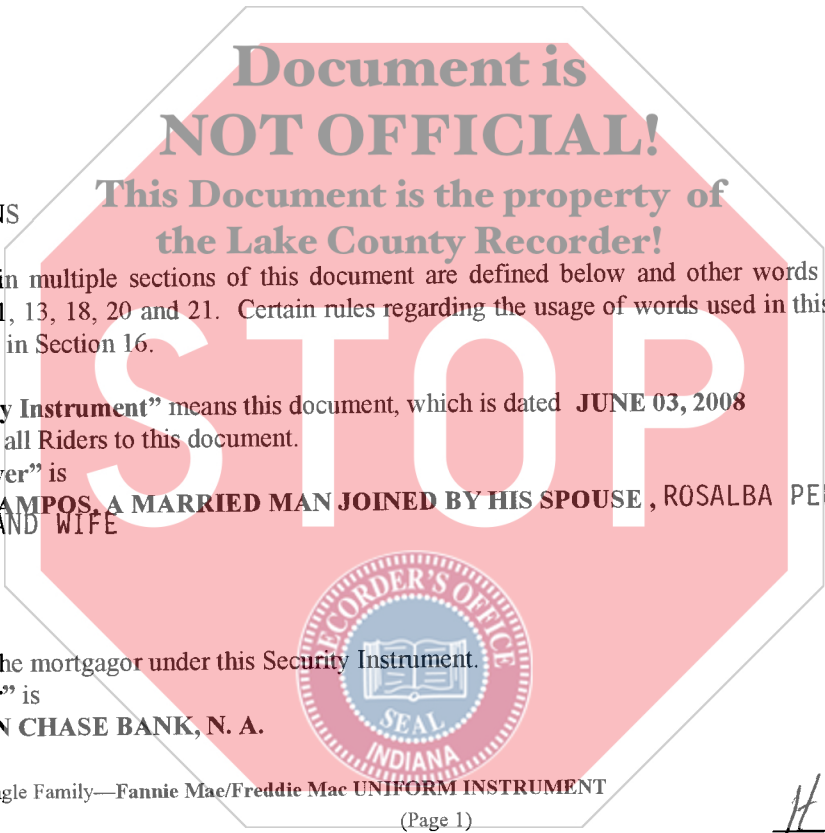 Document is
NOT OFFICIAL!
This Document is the property of
the Lake County Recorder!
NS
in multiple sections of this document are defined below and other words
1, 13, 18, 20 and 21. Certain rules regarding the usage of words used in this
in Section 16.
y Instrument” means this document, which is dated JUNE 03, 2008
all Riders to this document.
er” is
AMPOS, A MARRIED MAN JOINED BY HIS SPOUSE , ROSALBA PE
AND WIFE
STOP
RECORDER'S OFFICE
he mortgagor under this Security Instrument.
” is
N CHASE BANK, N. A.
SEAL
INDIANA
gle Family—Fannie Mae/Freddie Mac UNIFORM INSTRUMENT
(Page 1)